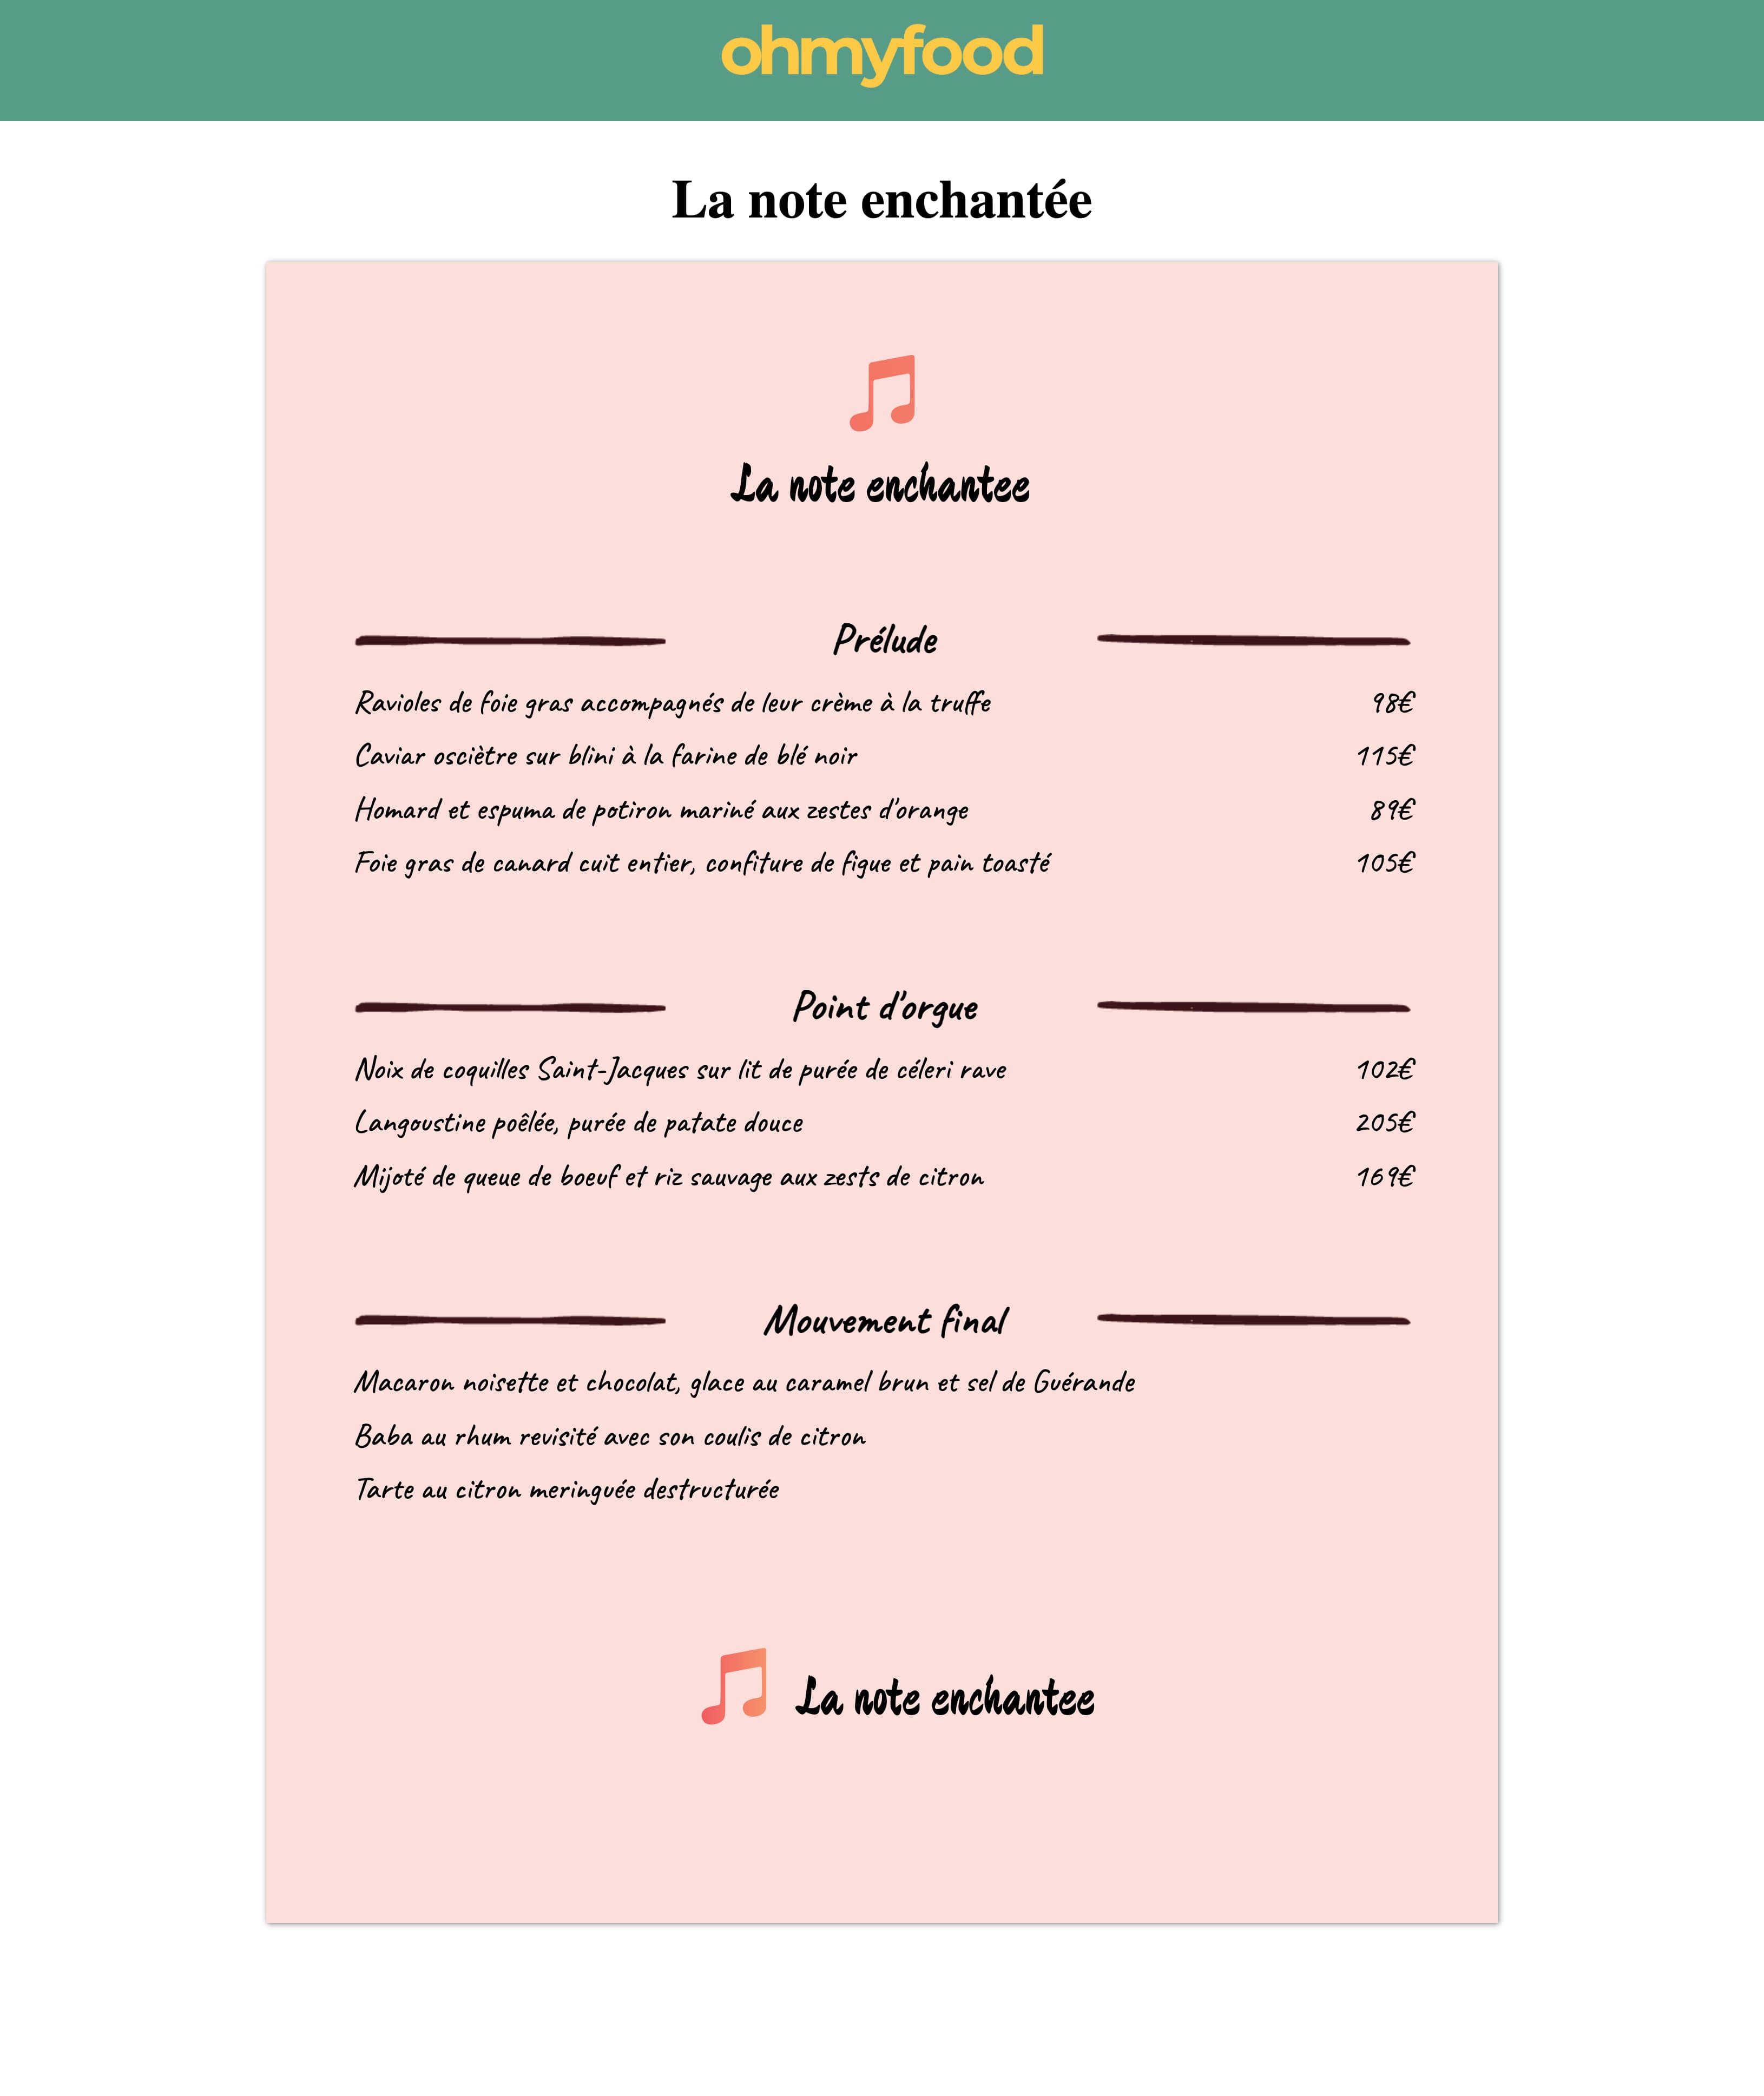 ohmyfood
La note enchantée
La note enchantee
Prélude
Ravioles de foie gras accompagnés de leur crème à la truffe 98€
Caviar osciètre sur blini à la farine de blé noir 115€
Homard et espuma de potiron mariné aux zestes d'orange 89€
Foie gras de canard cuit entier, confiture de figue et pain toasté 105€
Point d'orgue
Noix de coquilles Saint-Jacques sur lit de purée de céleri rave 102€
Langoustine poêlée, purée de patate douce 205€
Mijoté de queue de boeuf et riz sauvage aux zests de citron 169€
Mouvement final
Macaron noisette et chocolat, glace au caramel brun et sel de Guérande
Baba au rhum revisité avec son coulis de citron
Tarte au citron meringuée destructurée
La note enchantee